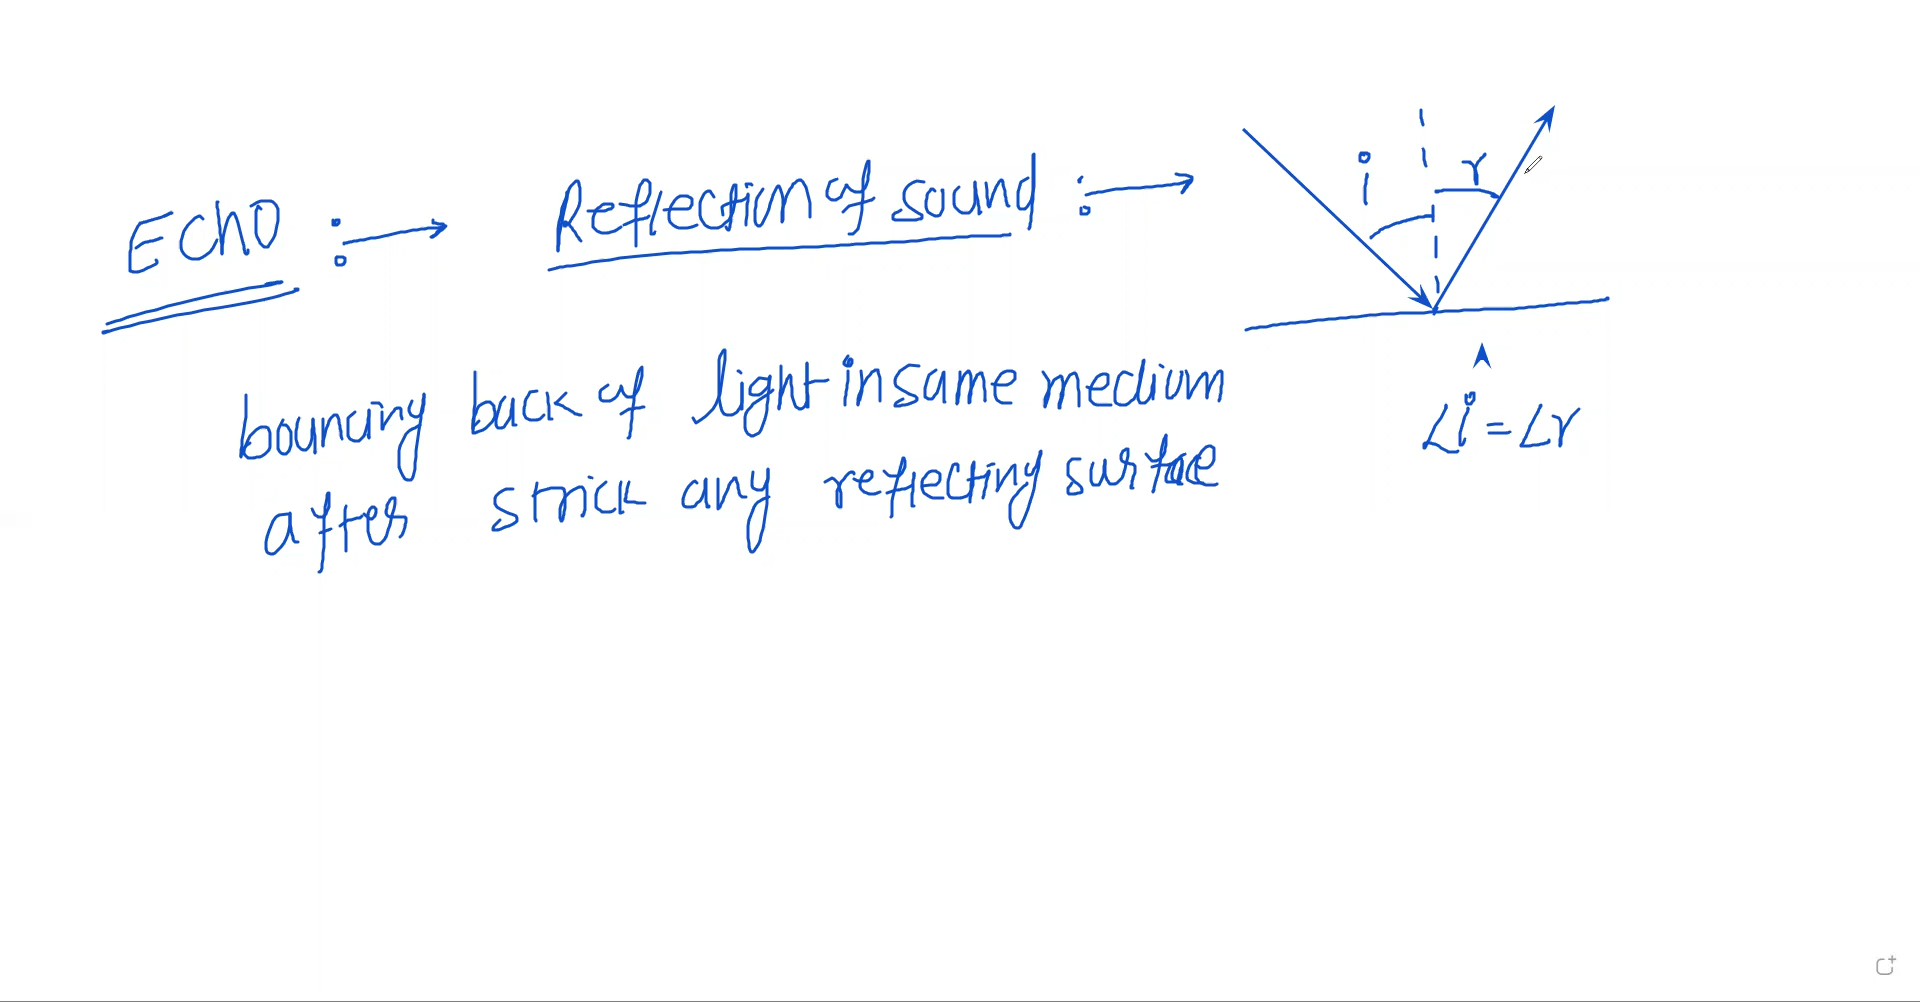 ECHO :→ Reflection of sound :→
i r
bouncing back of light in same medium
∠i = ∠r
after strick any reflecting surface